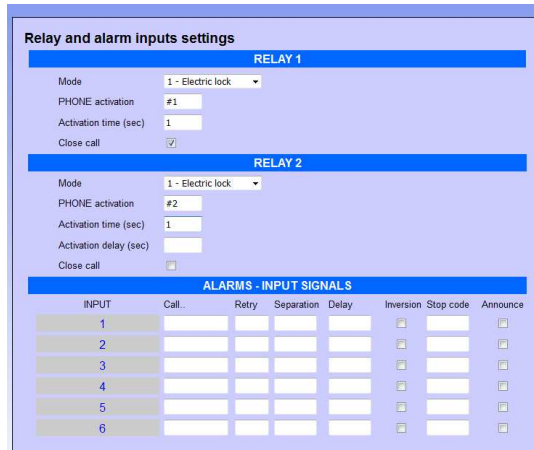 Relay and alarm inputs settings
RELAY 1
Mode 1 - Electric lock
PHONE activation #1
Activation time (sec) 1
Close call
RELAY 2
Mode 1 - Electric lock
PHONE activation #2
Activation time (sec) 1
Activation delay (sec)
Close call
ALARMS - INPUT SIGNALS
INPUT Call.. Retry Separation Delay Inversion Stop code Announce
1
2
3
4
5
6